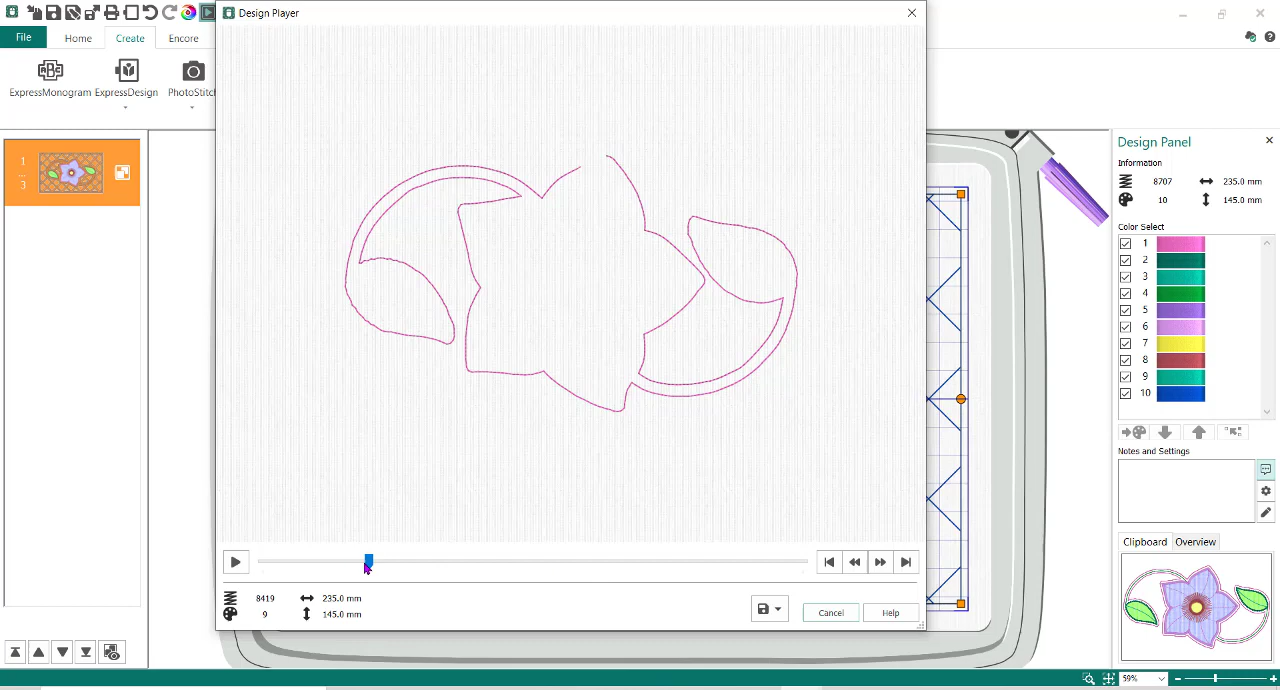 Design Player
File
Home
Create
Encore
ExpressMonogram
ExpressDesign
PhotoStitch
1
3
8419
235.0 mm
9
145.0 mm
Cancel
Help
Design Panel
Information
8707
235.0 mm
10
145.0 mm
Color Select
1
2
3
4
5
6
7
8
9
10
Notes and Settings
Clipboard
Overview
59%